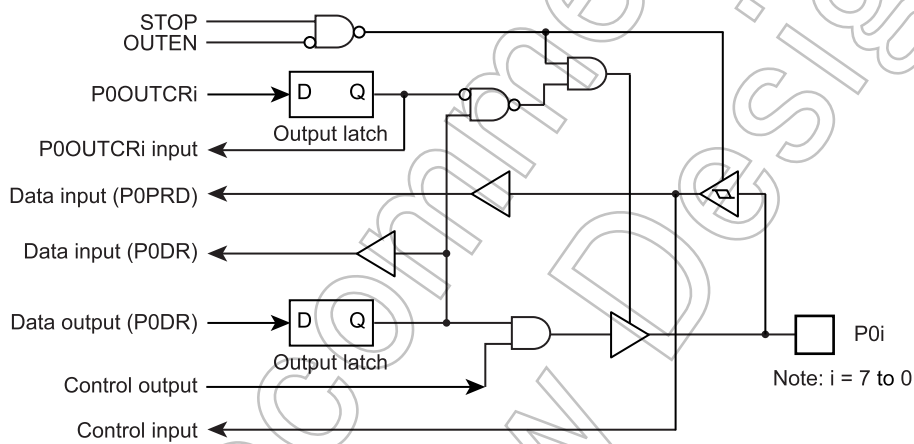 STOP
OUTEN
P0OUTCRi
D Q
Output latch
P0OUTCRi input
Data input (P0PRD)
Data input (P0DR)
Data output (P0DR)
D Q
Output latch
P0i
Note: i = 7 to 0
Control output
Control input